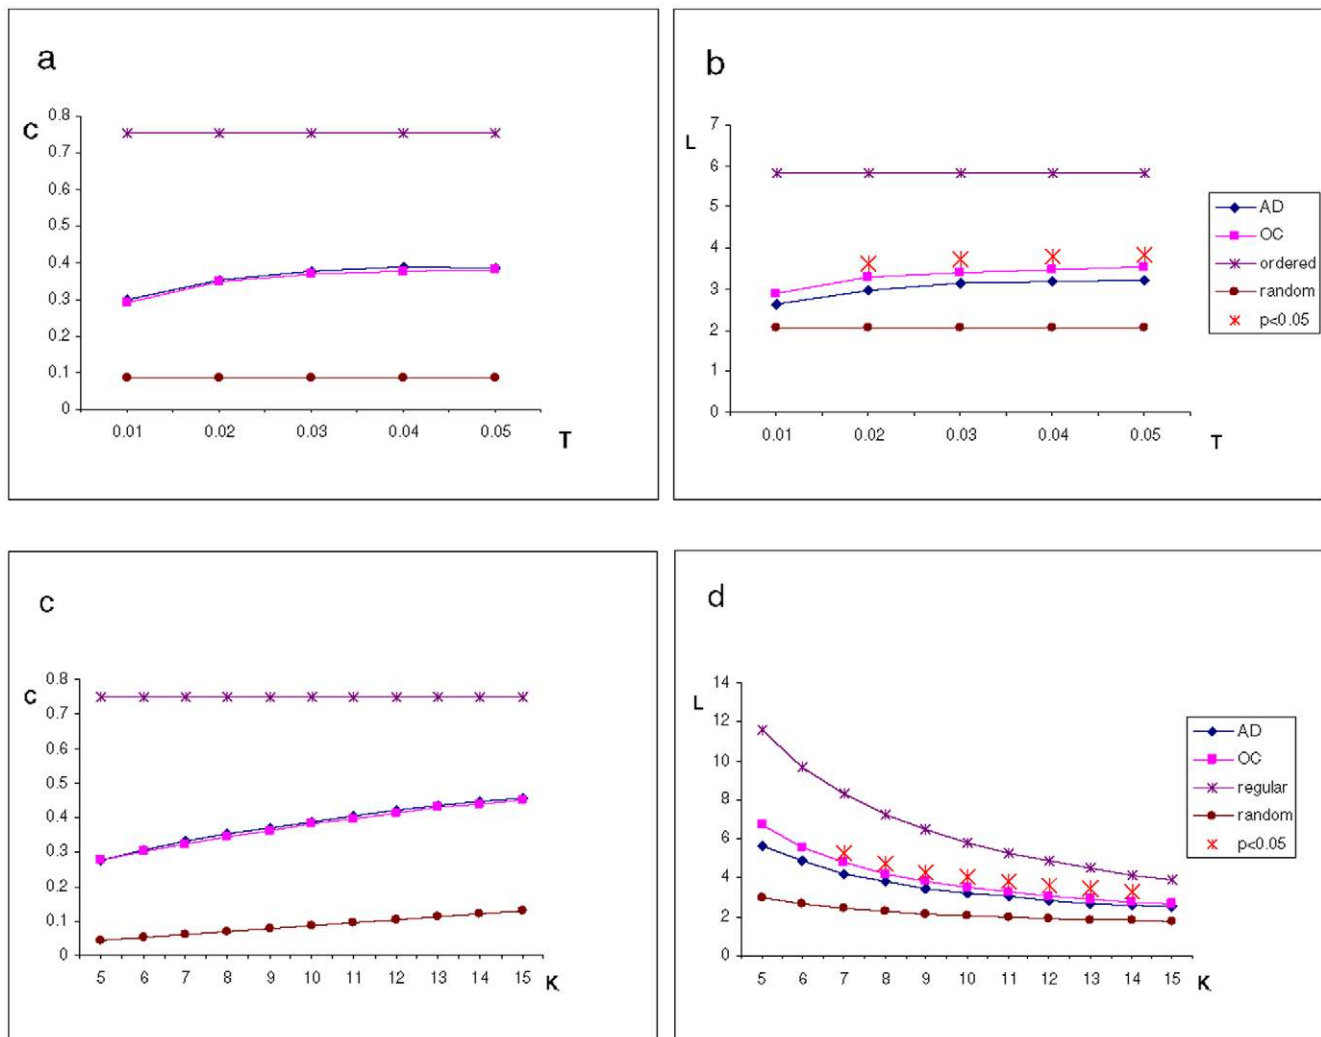 a
C
0.8
0.7
0.6
0.5
0.4
0.3
0.2
0.1
0
0.01 0.02 0.03 0.04 0.05
T
b
L
7
6
5
4
3
2
1
0
0.01 0.02 0.03 0.04 0.05
T
AD
OC
ordered
random
p<0.05
c
C
0.8
0.7
0.6
0.5
0.4
0.3
0.2
0.1
0
5 6 7 8 9 10 11 12 13 14 15
K
d
L
14
12
10
8
6
4
2
0
5 6 7 8 9 10 11 12 13 14 15
K
AD
OC
regular
random
p<0.05